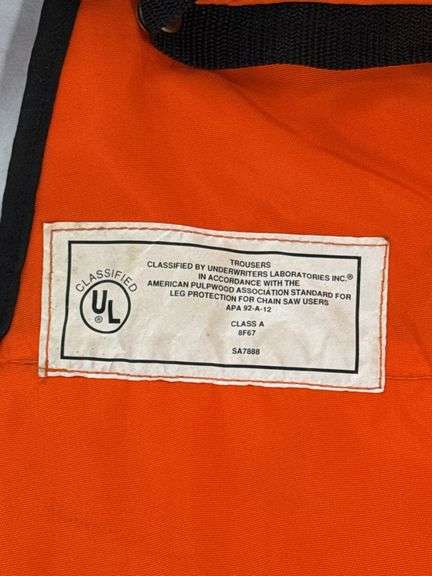 CLASSIFIED
UL
®
TROUSERS
CLASSIFIED BY UNDERWRITERS LABORATORIES INC.®
IN ACCORDANCE WITH THE
AMERICAN PULPWOOD ASSOCIATION STANDARD FOR
LEG PROTECTION FOR CHAIN SAW USERS
APA 92-A-12
CLASS A
8F67
SA7888